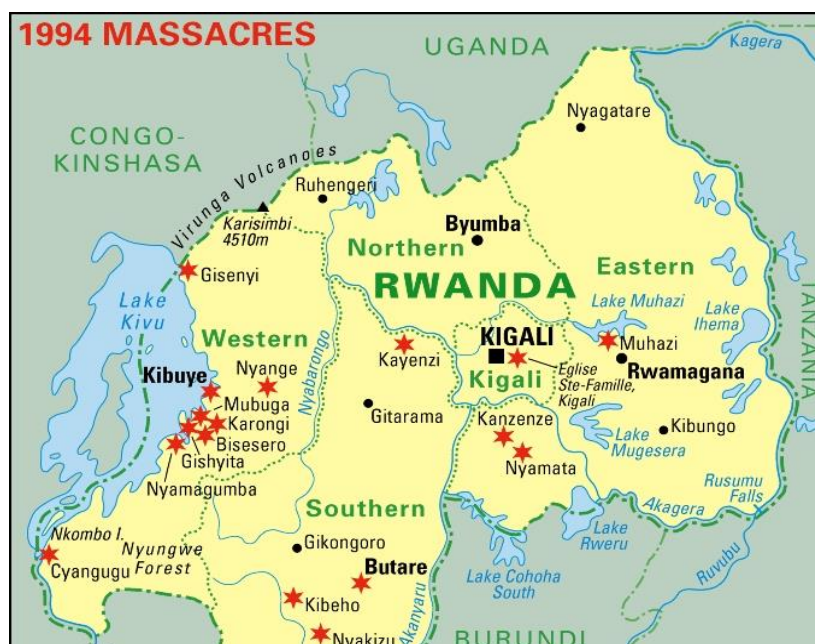 1994 MASSACRES
UGANDA
Kagera
CONGO-
KINSHASA
Nyagatare
Virunga Volcanoes
Ruhengeri
Karisimbi
4510m
Byumba
Northern
Gisenyi
RWANDA
Eastern
TANZANIA
Lake
Kivu
Lake Muhazi
Lake
Ihema
Western
Nyabarongo
Kayenzi
KIGALI
Muhazi
Kibuye
Nyange
Kigali
Eglise
Ste-Famille,
Kigali
Rwamagana
Mubuga
Karongi
Bisesero
Gishyita
Nyamagumba
Gitarama
Kanzenze
Nyamata
Lake
Mugesera
Kibungo
Southern
Akagera
Rusumu
Falls
Nkombo I.
Cyangugu
Nyungwe
Forest
Gikongoro
Butare
Lake
Rweru
Lake Cohoha
South
Ruvubu
Kibeho
Akanyaru
Nyakizu
BURUNDI